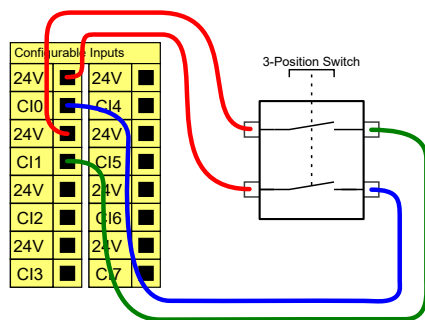 Configurable Inputs
3-Position Switch
24V 24V
CI0 CI4
24V 24V
CI1 CI5
24V 24V
CI2 CI6
24V 24V
CI3 CI7